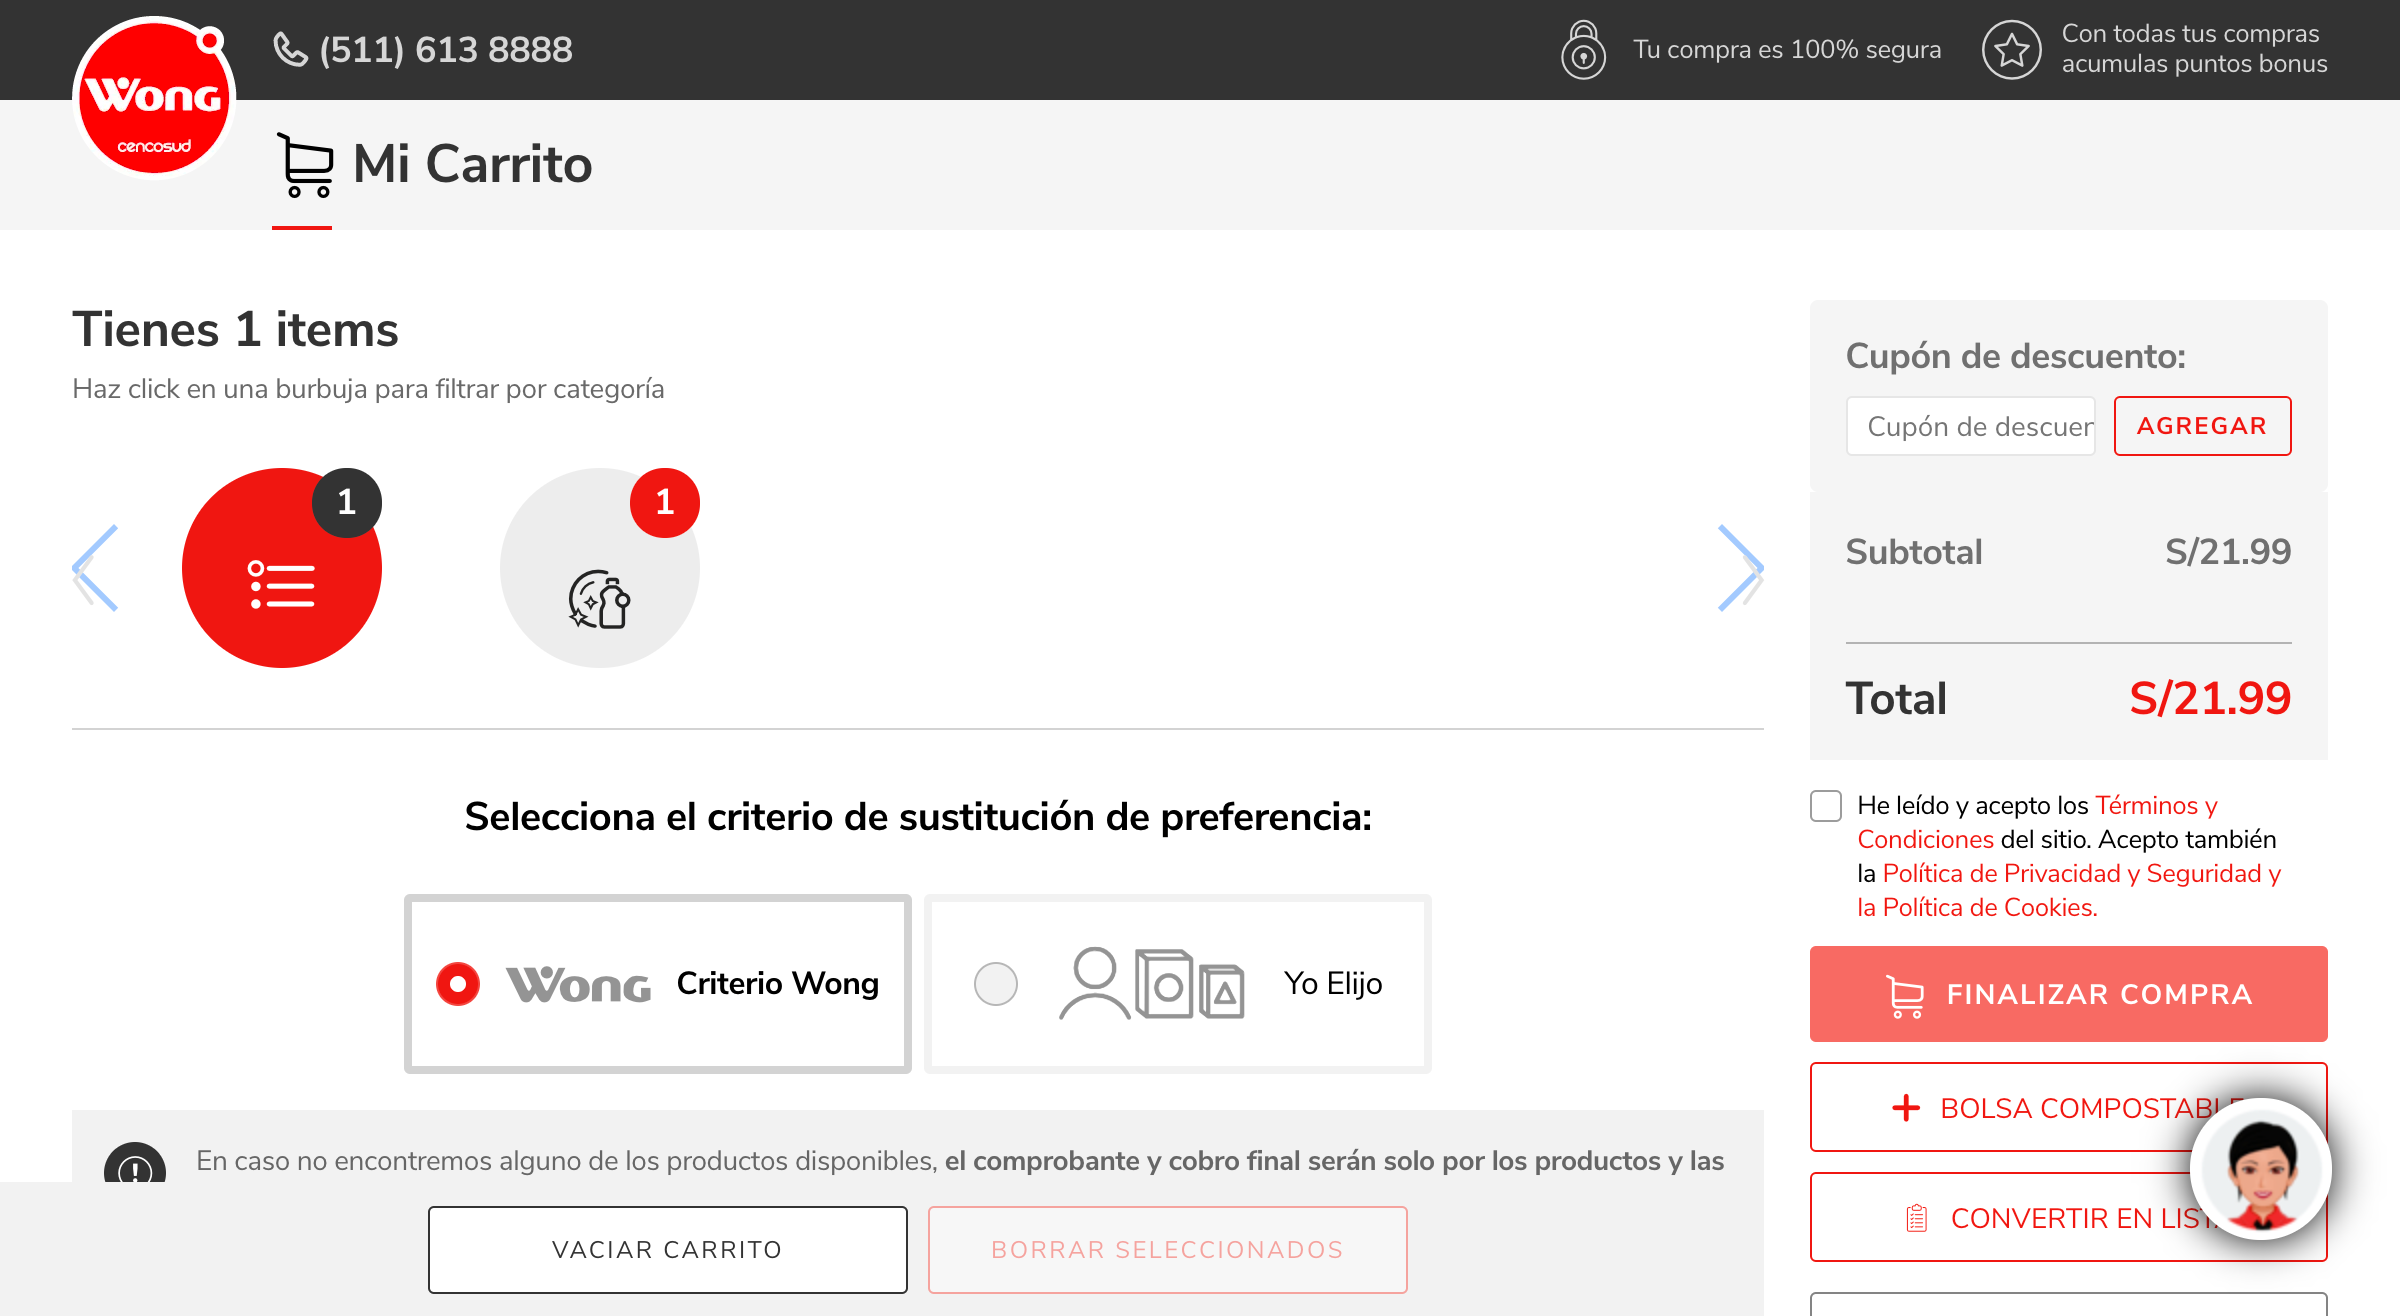 (511) 613 8888
Tu compra es 100% segura
Con todas tus compras
acumulas puntos bonus
Wong
cencosud
Mi Carrito
Tienes 1 items
Haz click en una burbuja para filtrar por categoría
1
1
Selecciona el criterio de sustitución de preferencia:
Wong Criterio Wong
Yo Elijo
En caso no encontremos alguno de los productos disponibles, el comprobante y cobro final serán solo por los productos y las
VACIAR CARRITO
BORRAR SELECCIONADOS
Cupón de descuento:
Cupón de descuen
AGREGAR
Subtotal S/21.99
Total S/21.99
He leído y acepto los Términos y
Condiciones del sitio. Acepto también
la Política de Privacidad y Seguridad y
la Política de Cookies.
FINALIZAR COMPRA
+ BOLSA COMPOSTABLE
CONVERTIR EN LISTA